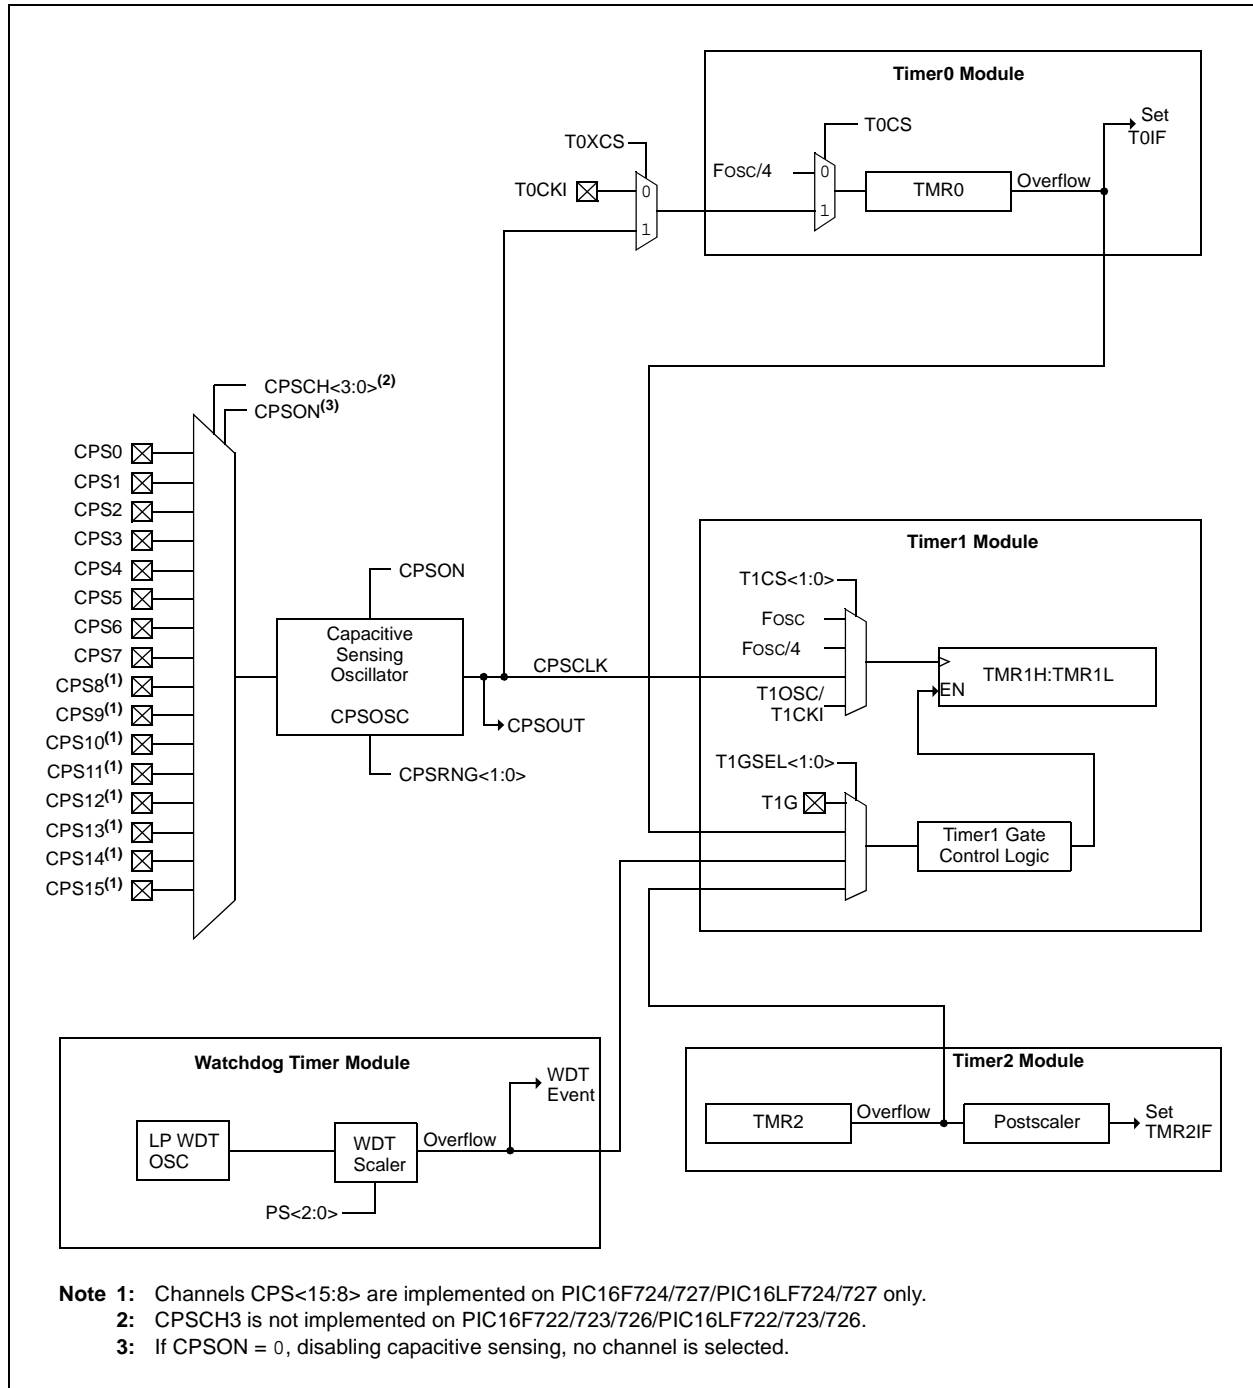 Timer0 Module
T0XCS
T0CS
Set
T0IF
FOSC/4
0
1
TMR0
Overflow
T0CKI
0
1
CPSCH<3:0>(2)
CPSON(3)
CPS0
CPS1
CPS2
CPS3
CPS4
CPS5
CPS6
CPS7
CPS8(1)
CPS9(1)
CPS10(1)
CPS11(1)
CPS12(1)
CPS13(1)
CPS14(1)
CPS15(1)
CPSON
Capacitive
Sensing
Oscillator
CPSOSC
CPSRNG<1:0>
CPSCLK
CPSOUT
Timer1 Module
T1CS<1:0>
FOSC
FOSC/4
T1OSC/
T1CKI
TMR1H:TMR1L
EN
T1GSEL<1:0>
T1G
Timer1 Gate
Control Logic
Watchdog Timer Module
WDT
Event
LP WDT
OSC
WDT
Scaler
Overflow
PS<2:0>
Timer2 Module
TMR2
Overflow
Postscaler
Set
TMR2IF
Note 1: Channels CPS<15:8> are implemented on PIC16F724/727/PIC16LF724/727 only.
2: CPSCH3 is not implemented on PIC16F722/723/726/PIC16LF722/723/726.
3: If CPSON = 0, disabling capacitive sensing, no channel is selected.